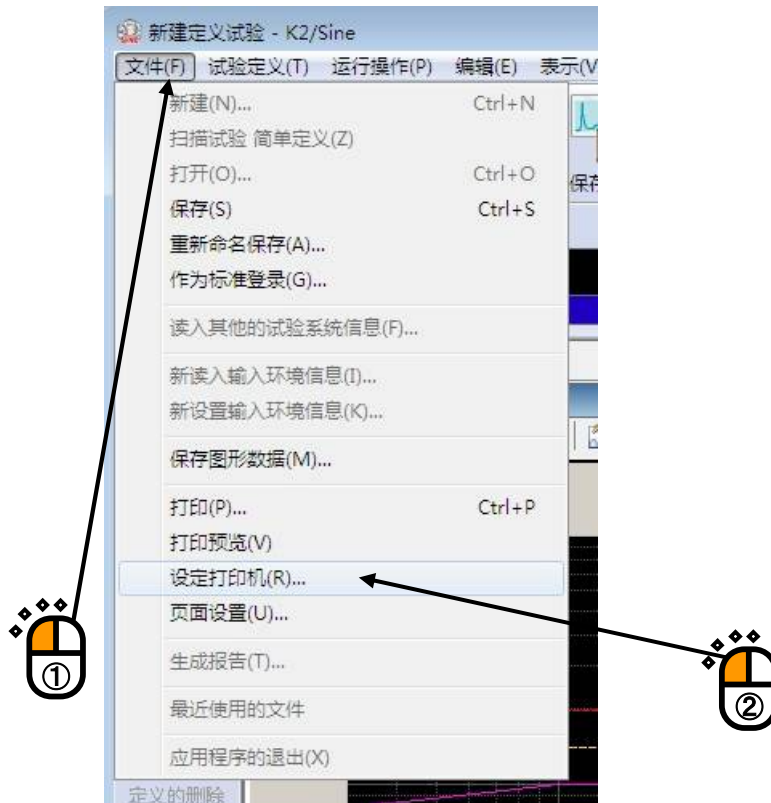 新建定义试验 - K2/Sine
文件(F) 试验定义(T) 运行操作(P) 编辑(E) 表示(V
新建(N)... Ctrl+N
扫描试验 简单定义(Z)
打开(O)... Ctrl+O
保存
保存(S) Ctrl+S
重新命名保存(A)...
作为标准登录(G)...
读入其他的试验系统信息(F)...
新读入输入环境信息(I)...
新设置输入环境信息(K)...
保存图形数据(M)...
打印(P)... Ctrl+P
打印预览(V)
设定打印机(R)...
页面设置(U)...
生成报告(T)...
最近使用的文件
应用程序的退出(X)
定义的删除
①
②